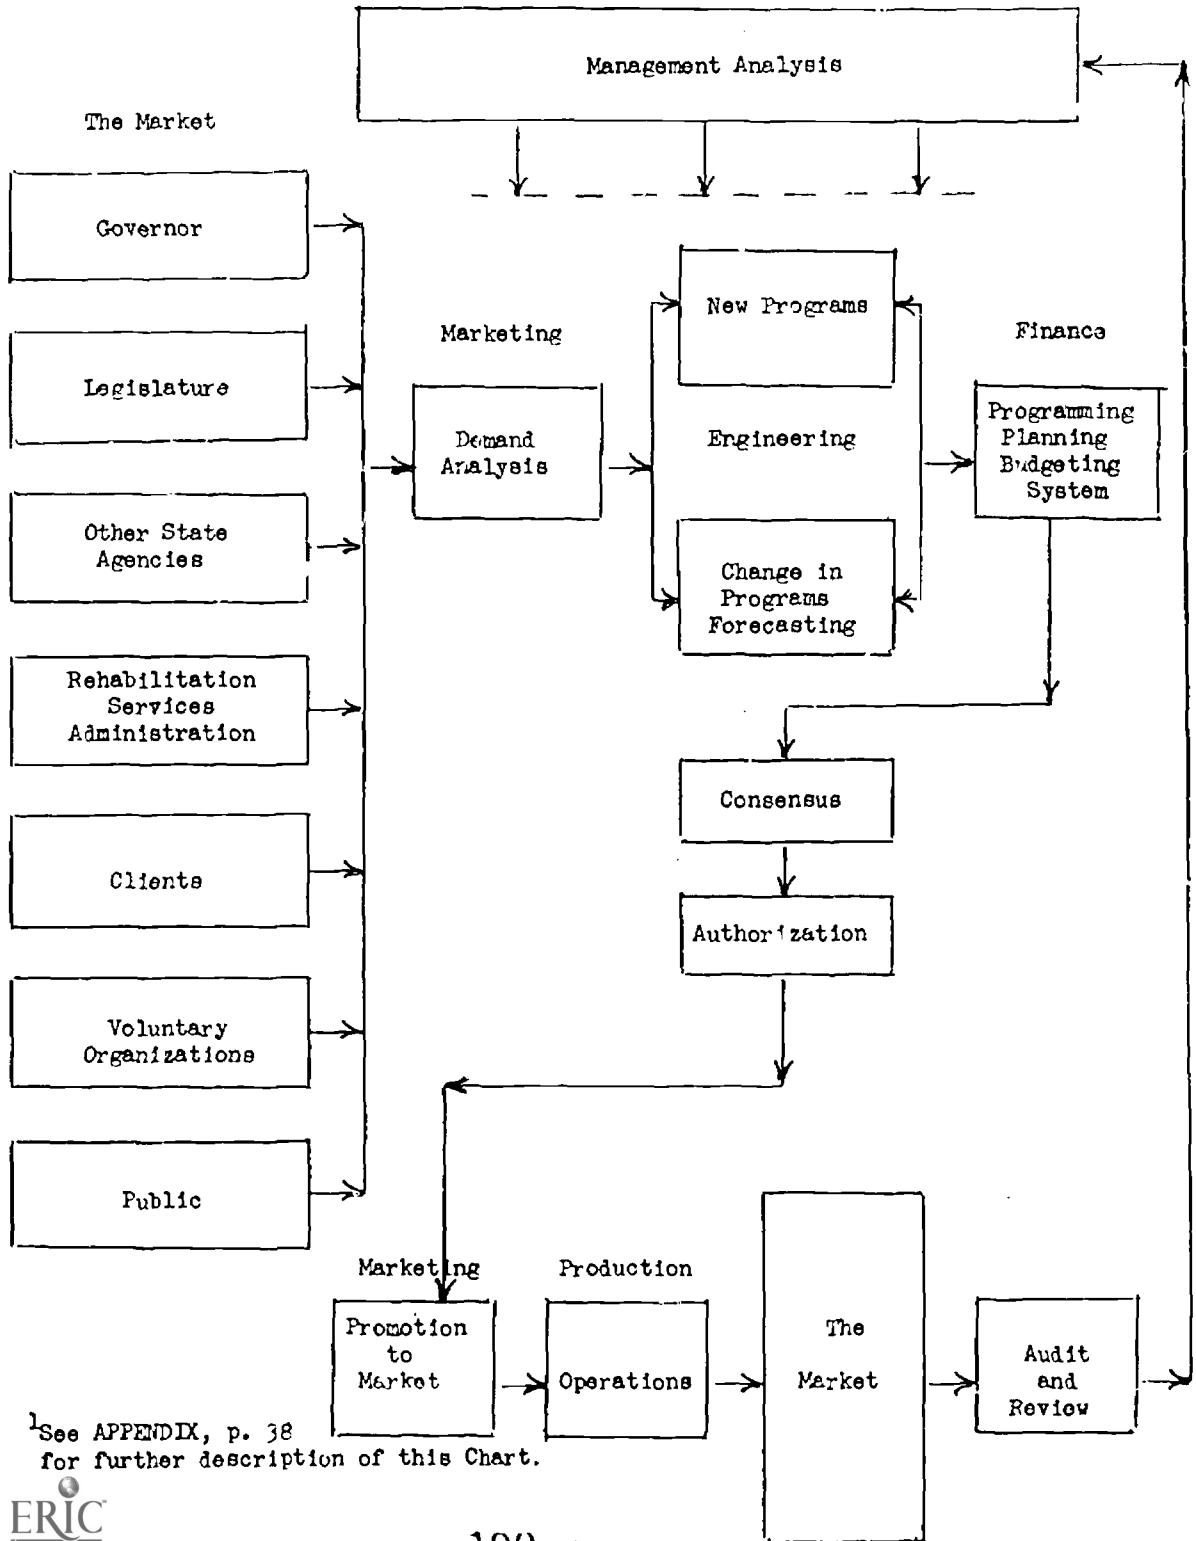 Management Analysis
The Market
Governor
Legislature
Other State
Agencies
Rehabilitation
Services
Administration
Clients
Voluntary
Organizations
Public
Marketing
Demand
Analysis
New Programs
Engineering
Change in
Programs
Forecasting
Finance
Programming
Planning
Budgeting
System
Consensus
Authorization
Marketing
Promotion
to
Market
Production
Operations
The
Market
Audit
and
Review
1See APPENDIX, p. 38
for further description of this Chart.
ERIC